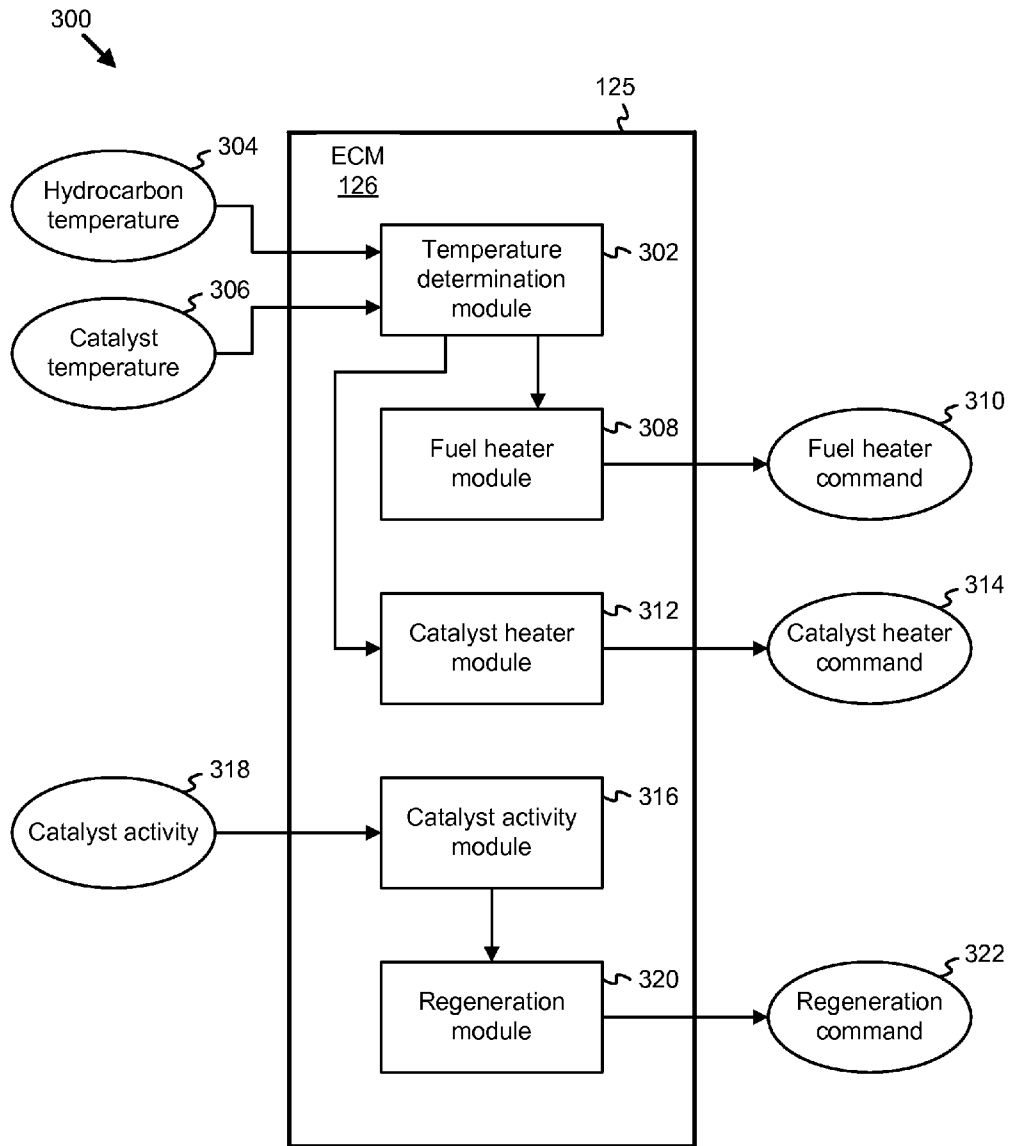 300
125
304
ECM
126
Hydrocarbon
temperature
Temperature
determination
module
302
306
Catalyst
temperature
308
310
Fuel heater
module
Fuel heater
command
312
314
Catalyst heater
module
Catalyst heater
command
318
316
Catalyst activity
Catalyst activity
module
320
322
Regeneration
module
Regeneration
command